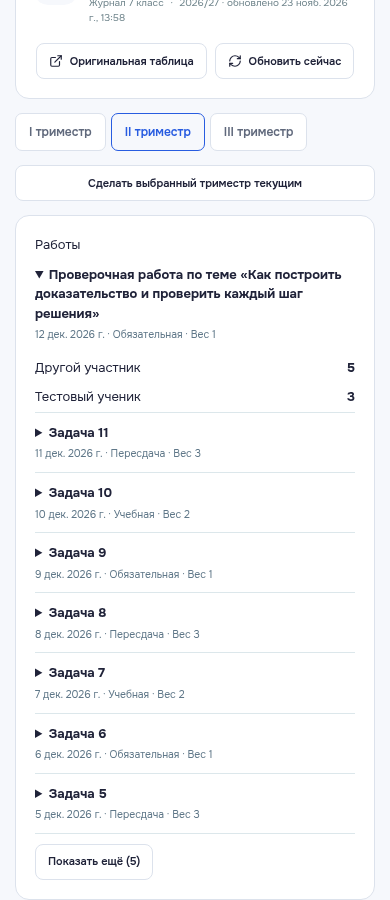 Журнал 7 класс · 2026/27 · обновлено 23 нояб. 2026
г., 13:58
Оригинальная таблица
Обновить сейчас
I триместр
II триместр
III триместр
Сделать выбранный триместр текущим
Работы
▼ Проверочная работа по теме «Как построить
доказательство и проверить каждый шаг
решения»
12 дек. 2026 г. · Обязательная · Вес 1
Другой участник 5
Тестовый ученик 3
▶ Задача 11
11 дек. 2026 г. · Пересдача · Вес 3
▶ Задача 10
10 дек. 2026 г. · Учебная · Вес 2
▶ Задача 9
9 дек. 2026 г. · Обязательная · Вес 1
▶ Задача 8
8 дек. 2026 г. · Пересдача · Вес 3
▶ Задача 7
7 дек. 2026 г. · Учебная · Вес 2
▶ Задача 6
6 дек. 2026 г. · Обязательная · Вес 1
▶ Задача 5
5 дек. 2026 г. · Пересдача · Вес 3
Показать ещё (5)